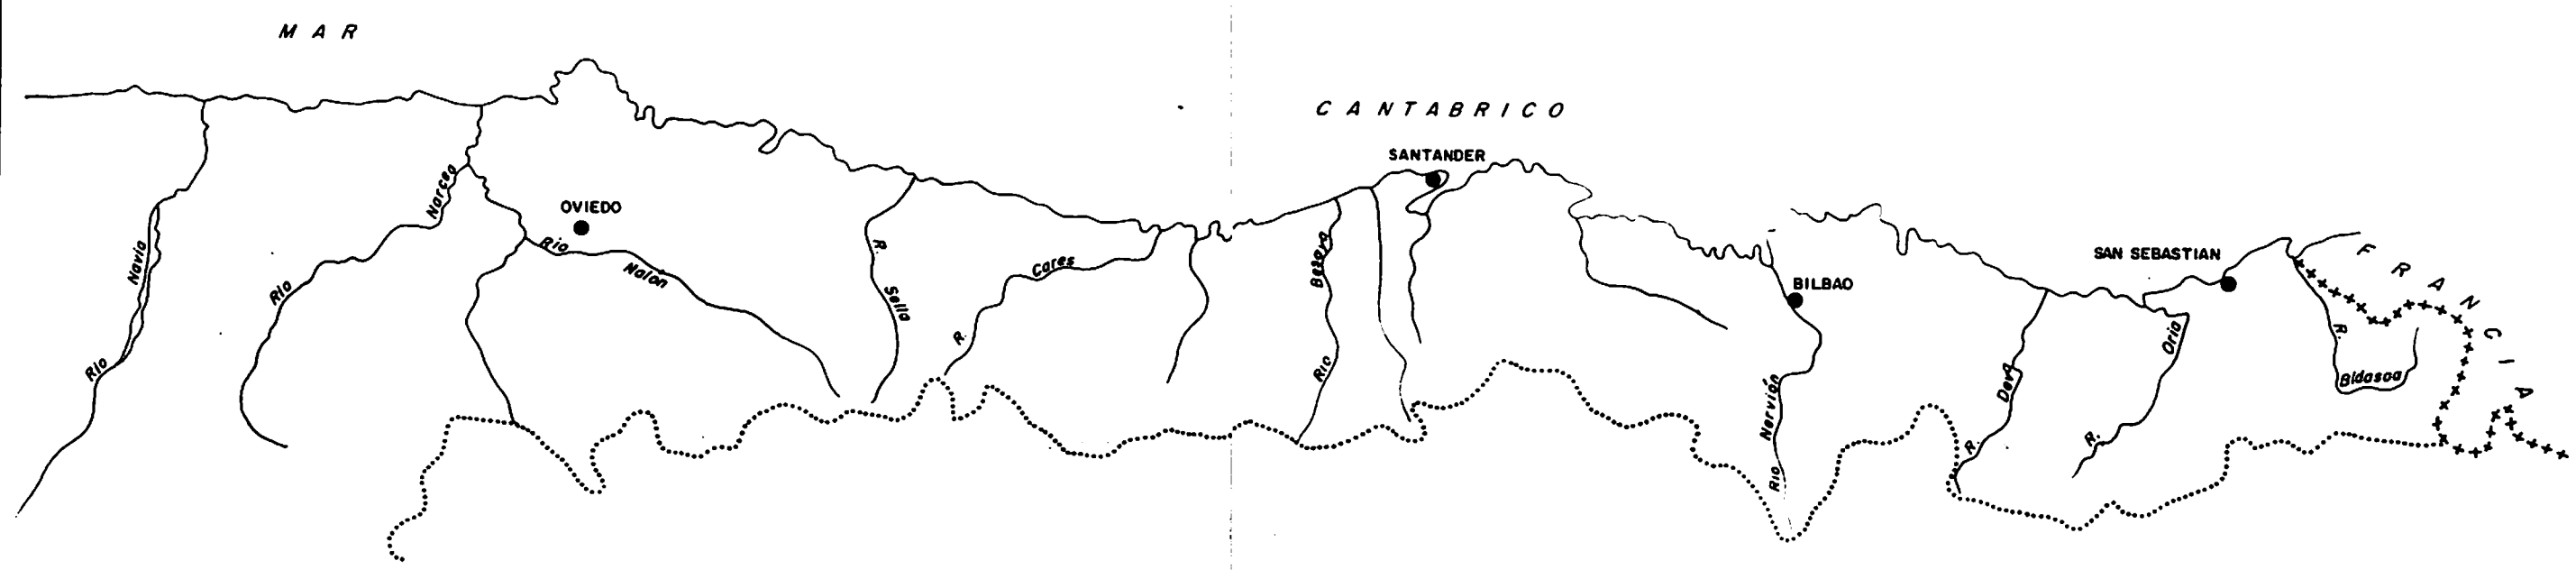 MAR
CANTABRICO
SANTANDER
OVIEDO
SAN SEBASTIAN
BILBAO
FRANCIA
Rio Navia
Rio Narcea
Rio Nalon
R. Sella
R. Cares
Rio Besaya
Rio Nervión
R. Deva
R. Oria
R. Bidasoa